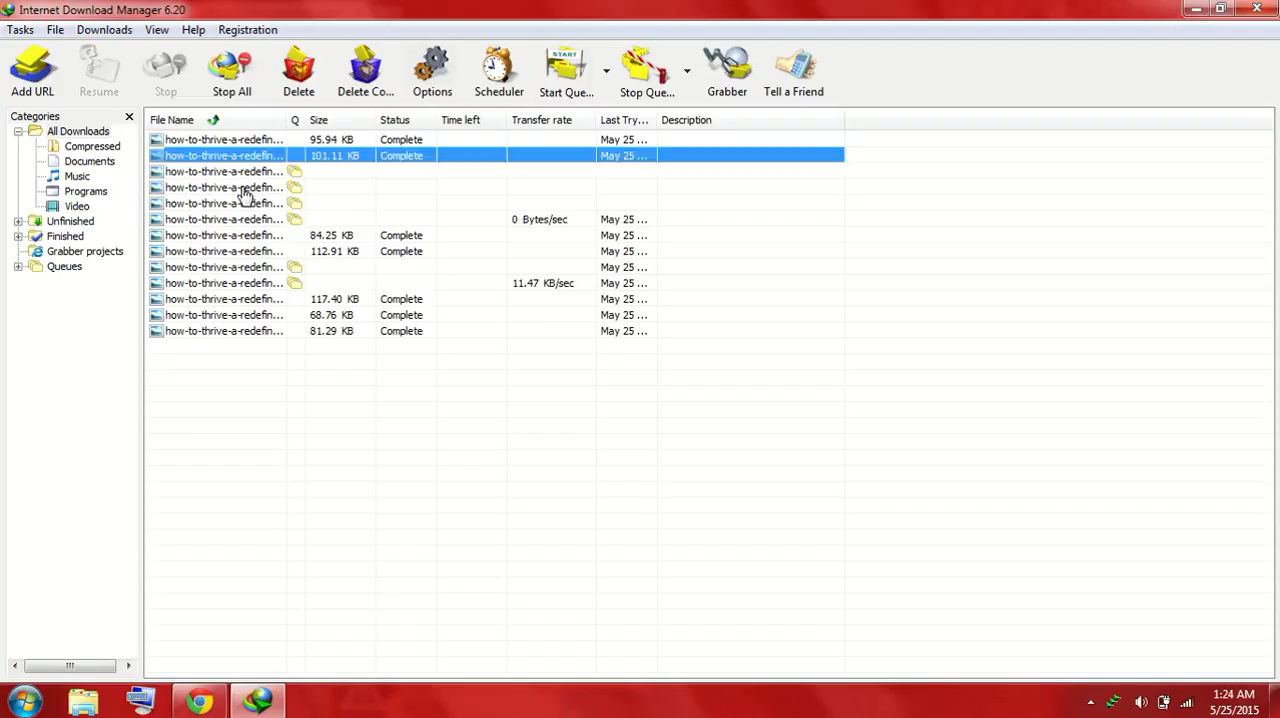 Internet Download Manager 6.20
Tasks File Downloads View Help Registration
Add URL Resume Stop Stop All Delete Delete Co... Options Scheduler Start Que... Stop Que... Grabber Tell a Friend
Categories
All Downloads
Compressed
Documents
Music
Programs
Video
Unfinished
Finished
Grabber projects
Queues
File Name Q Size Status Time left Transfer rate Last Try... Description
how-to-thrive-a-redefin... 95.94 KB Complete May 25 ...
how-to-thrive-a-redefin... 101.11 KB Complete May 25 ...
how-to-thrive-a-redefin...
how-to-thrive-a-redefin...
how-to-thrive-a-redefin...
how-to-thrive-a-redefin... 0 Bytes/sec May 25 ...
how-to-thrive-a-redefin... 84.25 KB Complete May 25 ...
how-to-thrive-a-redefin... 112.91 KB Complete May 25 ...
how-to-thrive-a-redefin... May 25 ...
how-to-thrive-a-redefin... 11.47 KB/sec May 25 ...
how-to-thrive-a-redefin... 117.40 KB Complete May 25 ...
how-to-thrive-a-redefin... 68.76 KB Complete May 25 ...
how-to-thrive-a-redefin... 81.29 KB Complete May 25 ...
1:24 AM
5/25/2015